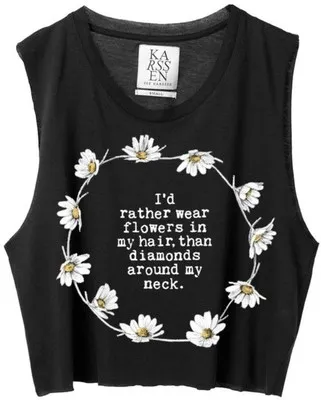 KA
RSS
EN
I'd
rather wear
flowers in
my hair, than
diamonds
around my
neck.